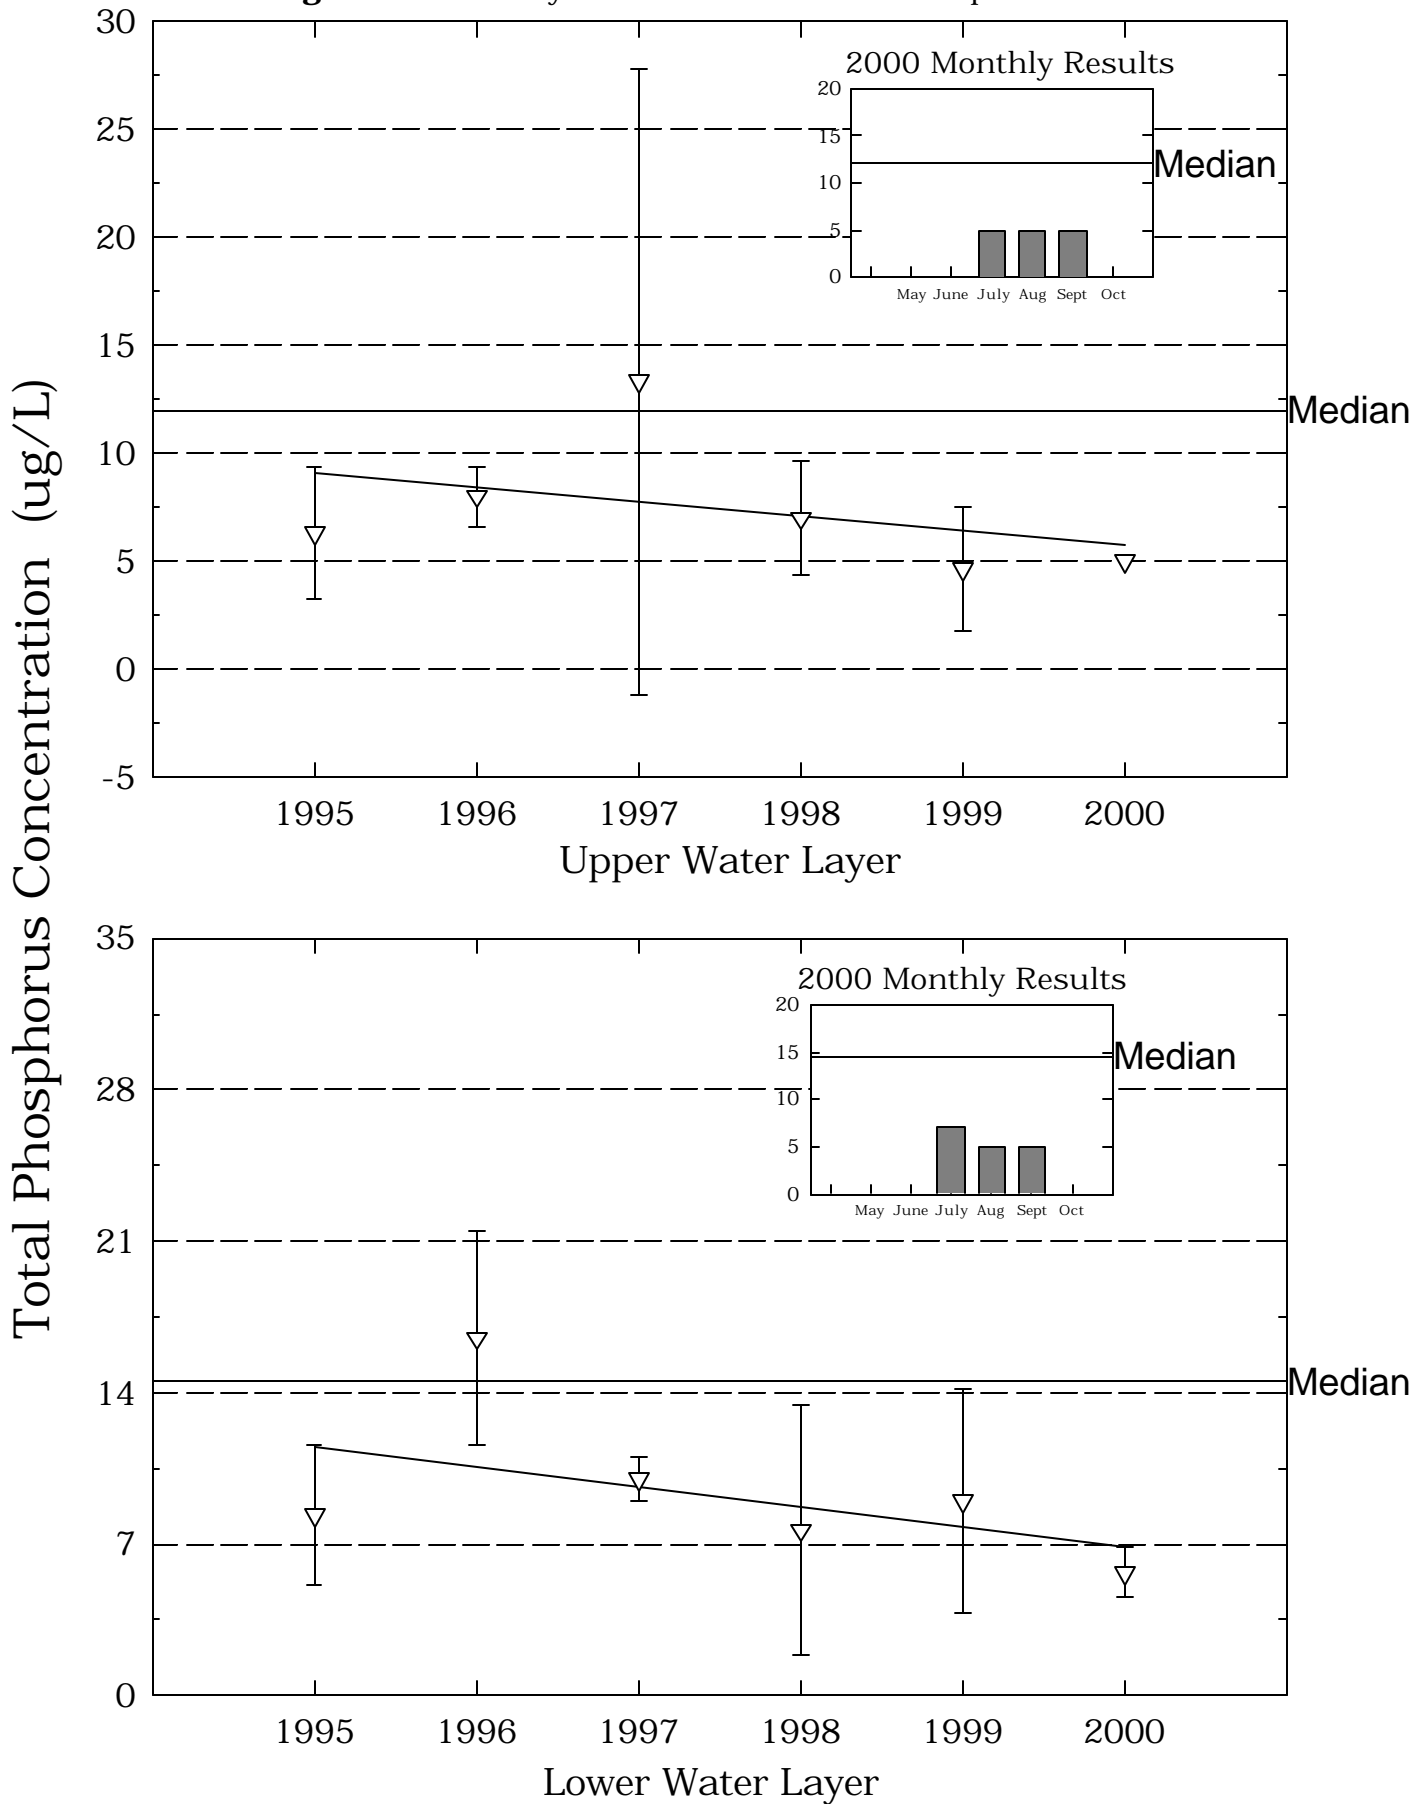 2000 Monthly Results
30
25
20
15
10
5
0
-5
20
15
10
5
0
Median
May June July Aug Sept Oct
Median
1995 1996 1997 1998 1999 2000
Upper Water Layer
Total Phosphorus Concentration (ug/L)
2000 Monthly Results
35
28
21
14
7
0
20
15
10
5
0
Median
May June July Aug Sept Oct
Median
1995 1996 1997 1998 1999 2000
Lower Water Layer